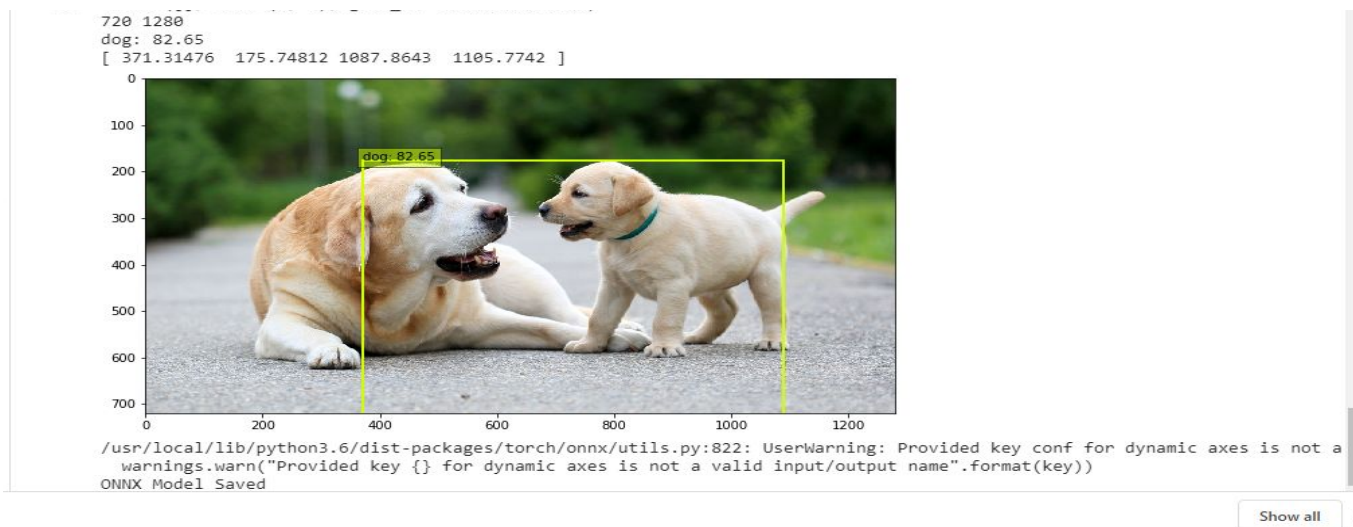 720 1280
dog: 82.65
[ 371.31476 175.74812 1087.8643 1105.7742 ]
0
dog: 82.65
100
200
300
400
500
600
700
0 200 400 600 800 1000 1200
/usr/local/lib/python3.6/dist-packages/torch/onnx/utils.py:822: UserWarning: Provided key conf for dynamic axes is not a
warnings.warn("Provided key {} for dynamic axes is not a valid input/output name".format(key))
ONNX Model Saved
Show all